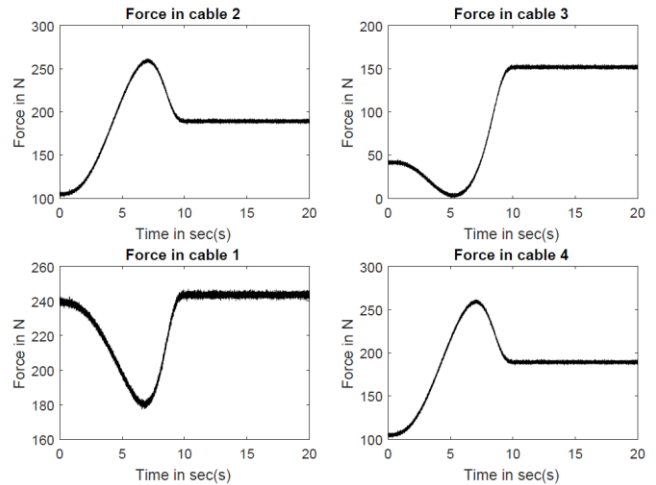 Force in cable 2
Force in N
300
250
200
150
100
0 5 10 15 20
Time in sec(s)
Force in cable 3
Force in N
150
100
50
0
0 5 10 15 20
Time in sec(s)
Force in cable 1
Force in N
260
240
220
200
180
160
0 5 10 15 20
Time in sec(s)
Force in cable 4
Force in N
300
250
200
150
100
0 5 10 15 20
Time in sec(s)